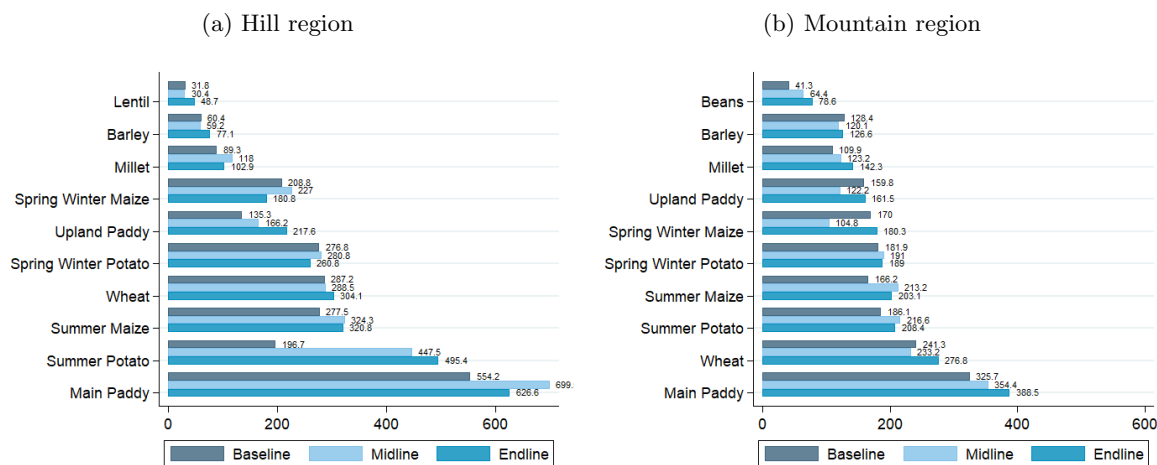 (a) Hill region
31.8
30.4
Lentil 48.7
60.4
59.2
Barley 77.1
89.3
118
Millet 102.9
208.8
227
Spring Winter Maize 180.8
135.3
166.2
Upland Paddy 217.6
276.8
280.8
Spring Winter Potato 260.8
287.2
288.5
Wheat 304.1
277.5
324.3
Summer Maize 320.8
196.7
447.5
Summer Potato 495.4
554.2
699.
Main Paddy 626.6
0 200 400 600
Baseline Midline Endline
(b) Mountain region
41.3
64.4
Beans 78.6
128.4
120.1
Barley 126.6
109.9
123.2
Millet 142.3
159.8
122.2
Upland Paddy 161.5
170
104.8
Spring Winter Maize 180.3
181.9
191
Spring Winter Potato 189
166.2
213.2
Summer Maize 203.1
186.1
216.6
Summer Potato 208.4
241.3
233.2
Wheat 276.8
325.7
354.4
Main Paddy 388.5
0 200 400 600
Baseline Midline Endline